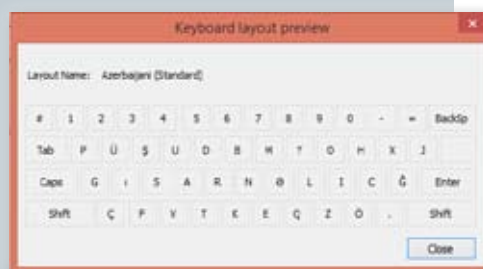 Keyboard layout preview
Layout Name: Azerbaijani (Standard)
1 2 3 4 5 6 7 8 9 0 - = BackSp
Tab P Ü Ş U D B M O H X J
Caps G ı S A R N Ə L I C Ğ Enter
Shift Ç F V T K E Q Z Ö . Shift
Close